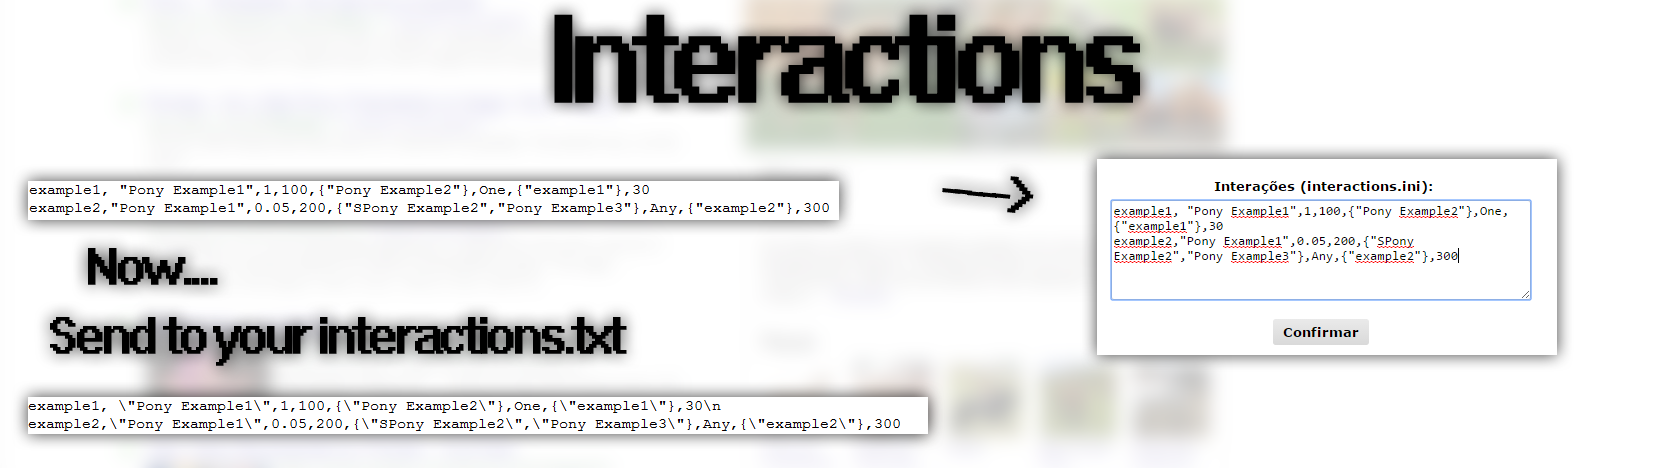 Interactions
example1, "Pony Example1",1,100,{"Pony Example2"},One,{"example1"},30
example2,"Pony Example1",0.05,200,{"SPony Example2","Pony Example3"},Any,{"example2"},300
Interações (interactions.ini):
example1, "Pony Example1",1,100,{"Pony Example2"},One,
{"example1"},30
example2,"Pony Example1",0.05,200,{"SPony
Example2","Pony Example3"},Any,{"example2"},300
Confirmar
Now....
Send to your interactions.txt
example1, \"Pony Example1\",1,100,{\"Pony Example2\"},One,{\"example1\"},30\n
example2,\"Pony Example1\",0.05,200,{\"SPony Example2\",\"Pony Example3\"},Any,{\"example2\"},300